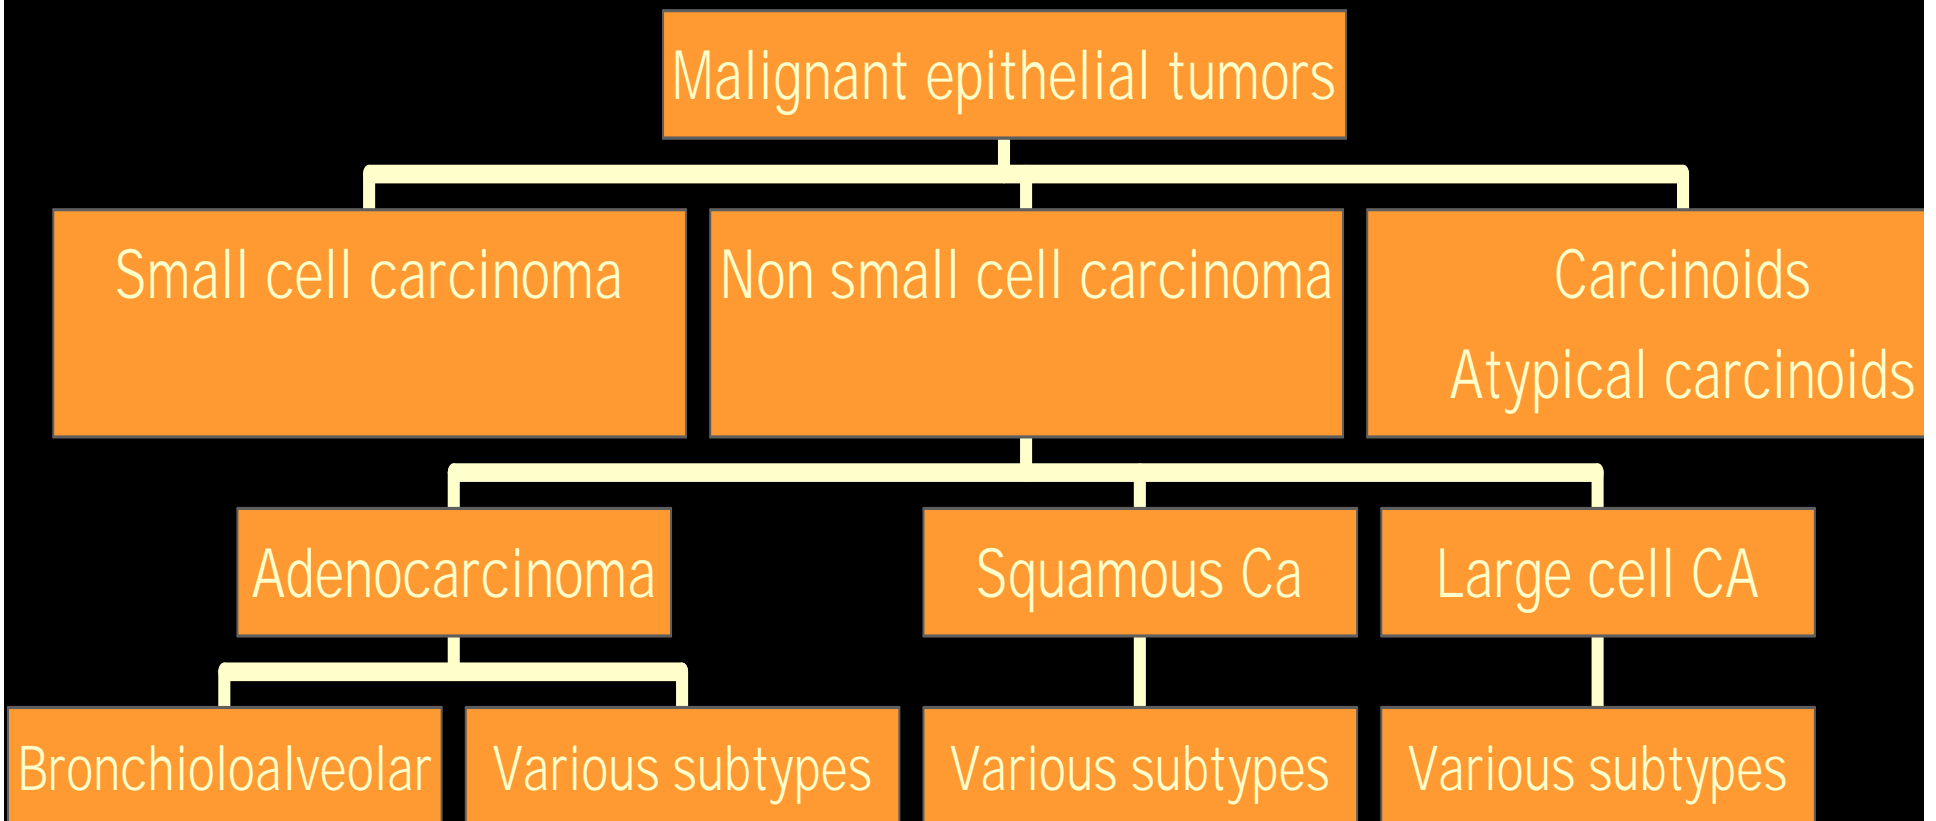 Malignant epithelial tumors
Small cell carcinoma
Non small cell carcinoma
Carcinoids
Atypical carcinoids
Adenocarcinoma
Squamous Ca
Large cell CA
Bronchioloalveolar
Various subtypes
Various subtypes
Various subtypes